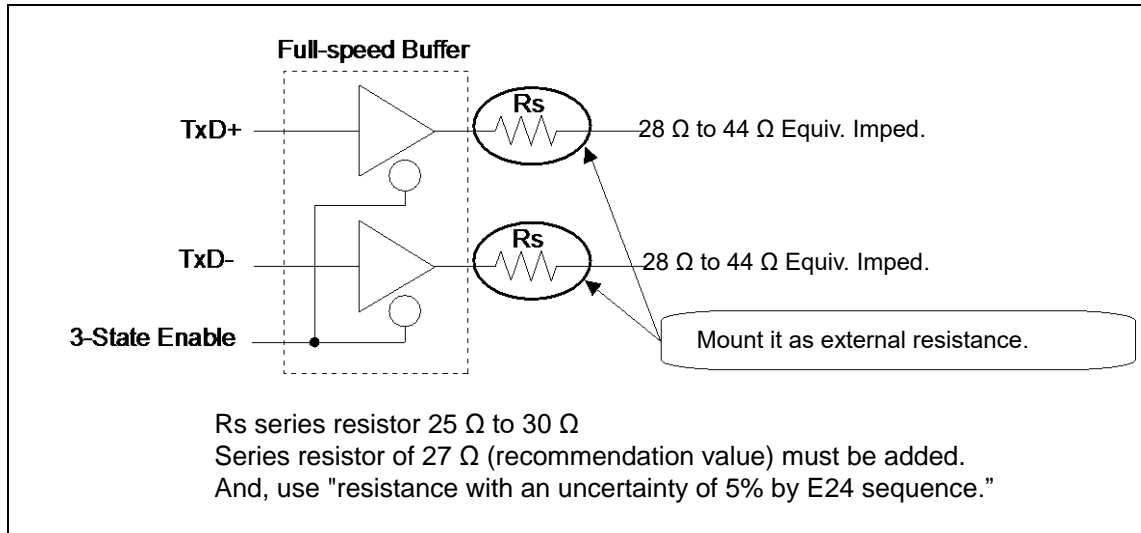 Full-speed Buffer
Rs
TxD+
28 Ω to 44 Ω Equiv. Imped.
Rs
TxD-
28 Ω to 44 Ω Equiv. Imped.
3-State Enable
Mount it as external resistance.
Rs series resistor 25 Ω to 30 Ω
Series resistor of 27 Ω (recommendation value) must be added.
And, use "resistance with an uncertainty of 5% by E24 sequence.”